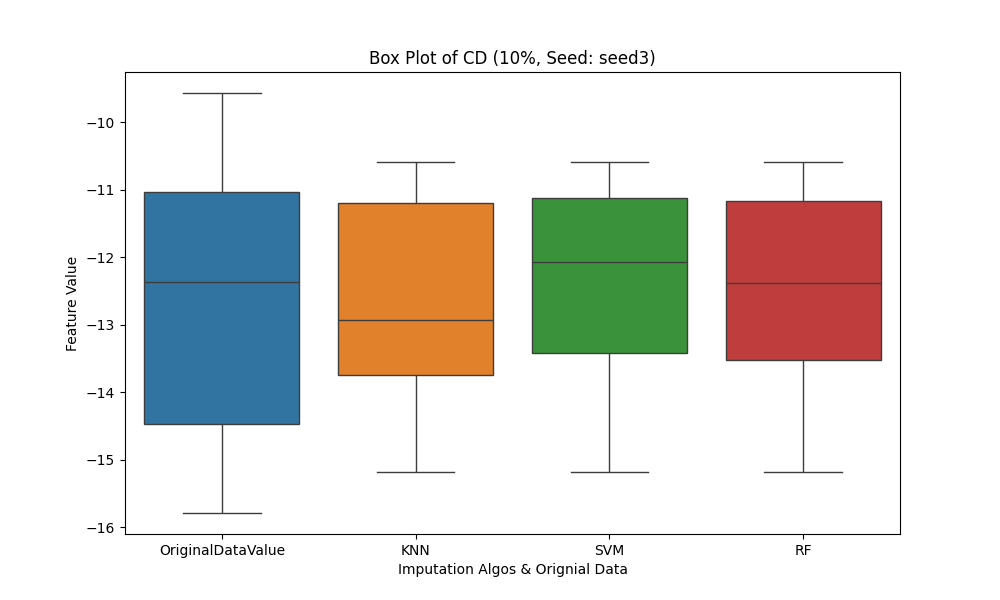 Box Plot of CD (10%, Seed: seed3)
Feature Value
−10
−11
−12
−13
−14
−15
−16
OriginalDataValue KNN SVM RF
Imputation Algos & Orignial Data